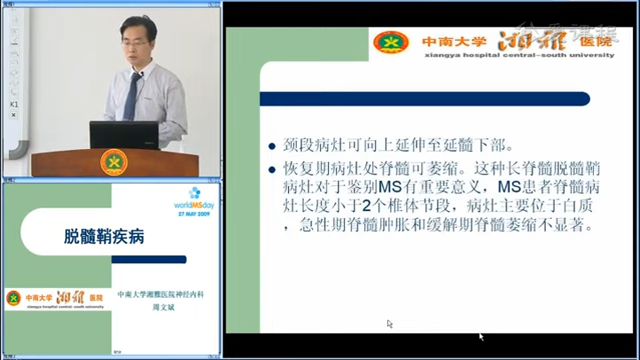 中南大学 湘雅 医院
xiangya hospital central-south university
颈段病灶可向上延伸至延髓下部。
恢复期病灶处脊髓可萎缩。这种长脊髓脱髓鞘
病灶对于鉴别MS有重要意义，MS患者脊髓病
灶长度小于2个椎体节段，病灶主要位于白质
，急性期脊髓肿胀和缓解期脊髓萎缩不显著。
K1
worldMSday
27 MAY 2009
脱髓鞘疾病
中南大学 湘雅 医院
xiangya hospital central-south university
中南大学湘雅医院神经内科
周文斌